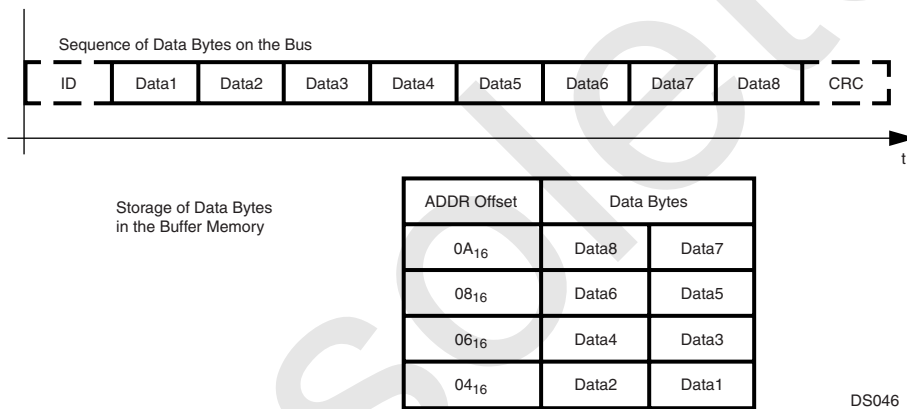 Sequence of Data Bytes on the Bus
ID Data1 Data2 Data3 Data4 Data5 Data6 Data7 Data8 CRC
t
Storage of Data Bytes
in the Buffer Memory
ADDR Offset Data Bytes
0A₁₆ Data8 Data7
08₁₆ Data6 Data5
06₁₆ Data4 Data3
04₁₆ Data2 Data1
DS046